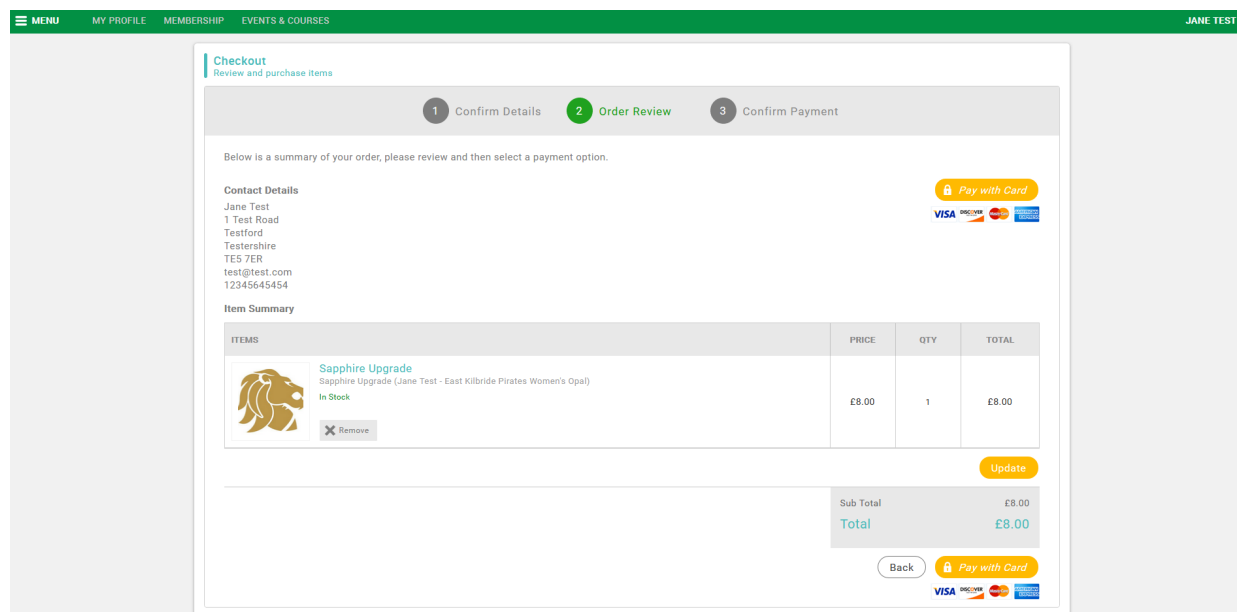 MENU MY PROFILE MEMBERSHIP EVENTS & COURSES JANE TEST
Checkout
Review and purchase items
1 Confirm Details 2 Order Review 3 Confirm Payment
Below is a summary of your order, please review and then select a payment option.
Contact Details
Pay with Card
Jane Test
VISA DISCOVER
1 Test Road
Testford
Testershire
TE5 7ER
test@test.com
12345645454
Item Summary
ITEMS PRICE QTY TOTAL
Sapphire Upgrade
Sapphire Upgrade (Jane Test - East Kilbride Pirates Women's Opal)
In Stock
£8.00 1 £8.00
Remove
Update
Sub Total £8.00
Total £8.00
Back Pay with Card
VISA DISCOVER